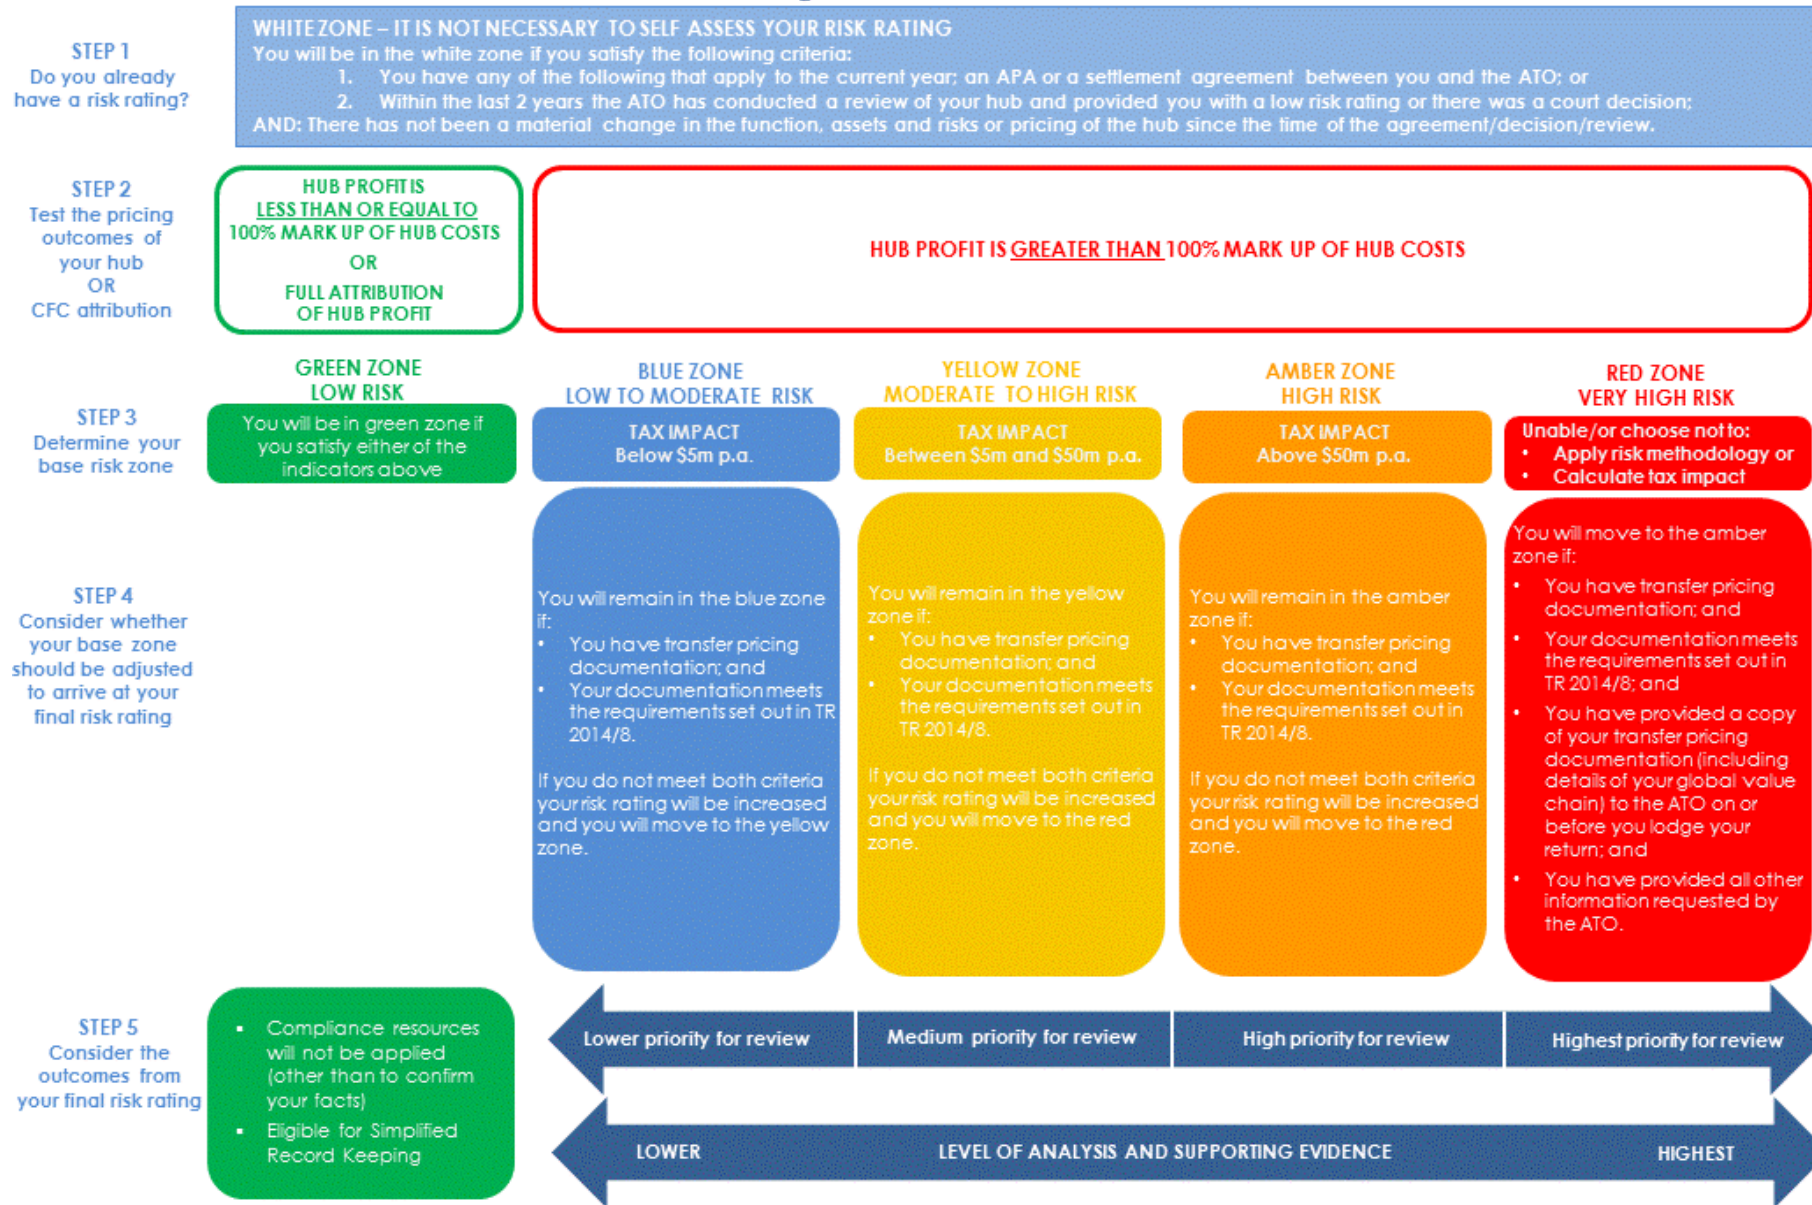 STEP 1
Do you already
have a risk rating?
WHITE ZONE – IT IS NOT NECESSARY TO SELF ASSESS YOUR RISK RATING
You will be in the white zone if you satisfy the following criteria:
1. You have any of the following that apply to the current year; an APA or a settlement agreement between you and the ATO; or
2. Within the last 2 years the ATO has conducted a review of your hub and provided you with a low risk rating or there was a court decision;
AND: There has not been a material change in the function, assets and risks or pricing of the hub since the time of the agreement/decision/review.
STEP 2
Test the pricing
outcomes of
your hub
OR
CFC attribution
HUB PROFIT IS
LESS THAN OR EQUAL TO
100% MARK UP OF HUB COSTS
OR
FULL ATTRIBUTION
OF HUB PROFIT
HUB PROFIT IS GREATER THAN 100% MARK UP OF HUB COSTS
STEP 3
Determine your
base risk zone
GREEN ZONE
LOW RISK
You will be in green zone if
you satisfy either of the
indicators above
BLUE ZONE
LOW TO MODERATE RISK
TAX IMPACT
Below $5m p.a.
YELLOW ZONE
MODERATE TO HIGH RISK
TAX IMPACT
Between $5m and $50m p.a.
AMBER ZONE
HIGH RISK
TAX IMPACT
Above $50m p.a.
RED ZONE
VERY HIGH RISK
Unable/or choose not to:
• Apply risk methodology or
• Calculate tax impact
STEP 4
Consider whether
your base zone
should be adjusted
to arrive at your
final risk rating
You will remain in the blue zone
if:
• You have transfer pricing
documentation; and
• Your documentation meets
the requirements set out in TR
2014/8.
If you do not meet both criteria
your risk rating will be increased
and you will move to the yellow
zone.
You will remain in the yellow
zone if:
• You have transfer pricing
documentation; and
• Your documentation meets
the requirements set out in
TR 2014/8.
If you do not meet both criteria
your risk rating will be increased
and you will move to the red
zone.
You will remain in the amber
zone if:
• You have transfer pricing
documentation; and
• Your documentation meets
the requirements set out in
TR 2014/8.
If you do not meet both criteria
your risk rating will be increased
and you will move to the red
zone.
You will move to the amber
zone if:
• You have transfer pricing
documentation; and
• Your documentation meets
the requirements set out in
TR 2014/8; and
• You have provided a copy
of your transfer pricing
documentation (including
details of your global value
chain) to the ATO on or
before you lodge your
return; and
• You have provided all other
information requested by
the ATO.
STEP 5
Consider the
outcomes from
your final risk rating
▪ Compliance resources
will not be applied
(other than to confirm
your facts)
▪ Eligible for Simplified
Record Keeping
Lower priority for review
Medium priority for review
High priority for review
Highest priority for review
LOWER
LEVEL OF ANALYSIS AND SUPPORTING EVIDENCE
HIGHEST